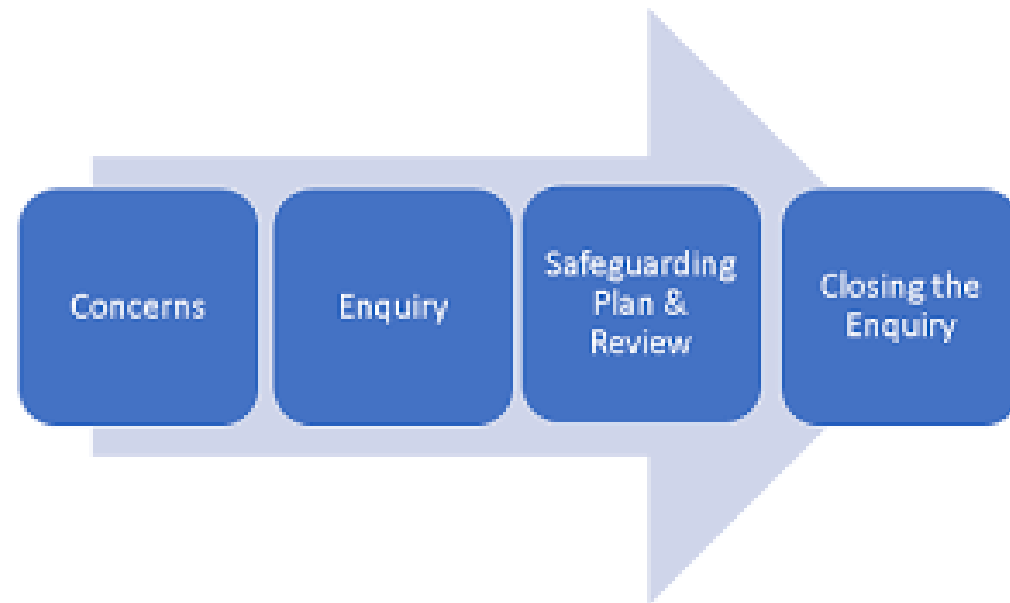 Concerns
Enquiry
Safeguarding
Plan &
Review
Closing the
Enquiry